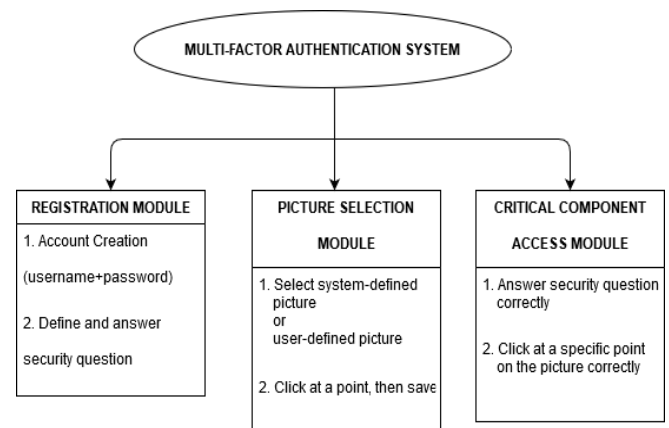 MULTI-FACTOR AUTHENTICATION SYSTEM
REGISTRATION MODULE
1. Account Creation
(username+password)
2. Define and answer
security question
PICTURE SELECTION
MODULE
1. Select system-defined
picture
or
user-defined picture
2. Click at a point, then save
CRITICAL COMPONENT
ACCESS MODULE
1. Answer security question
correctly
2. Click at a specific point
on the picture correctly